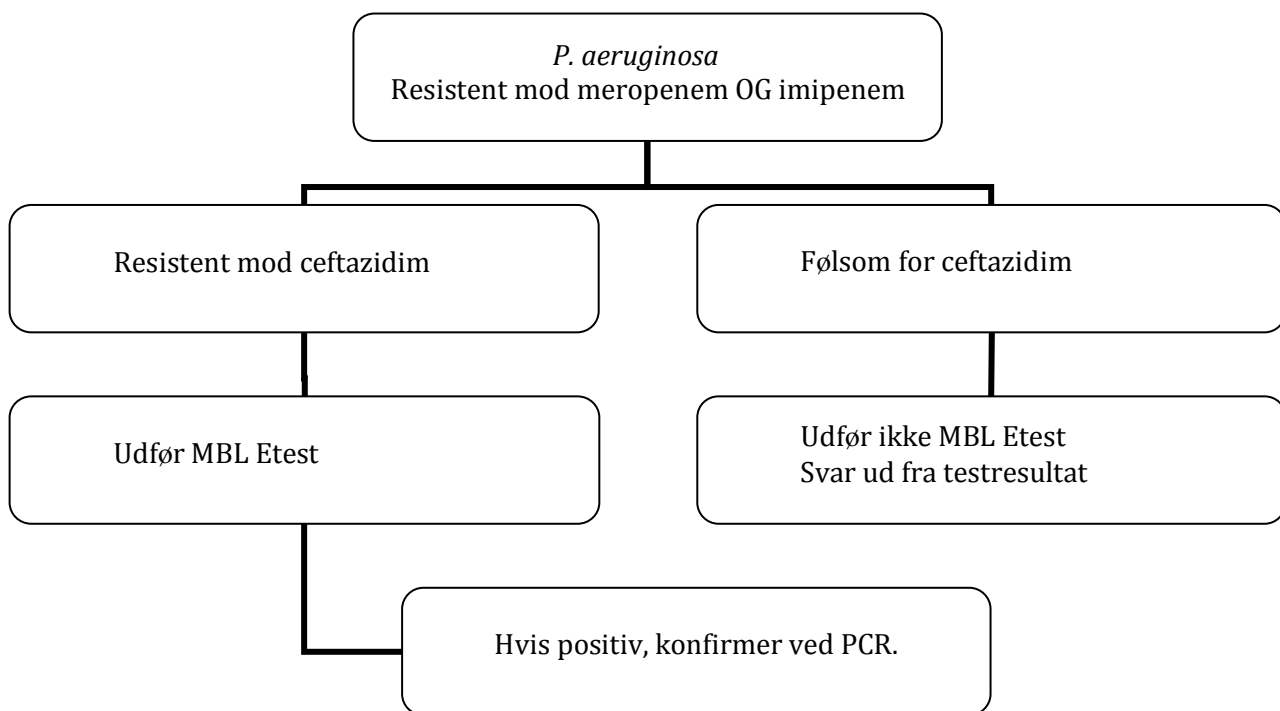 P. aeruginosa
Resistent mod meropenem OG imipenem
Resistent mod ceftazidim
Følsom for ceftazidim
Udfør MBL Etest
Udfør ikke MBL Etest
Svar ud fra testresultat
Hvis positiv, konfirmer ved PCR.